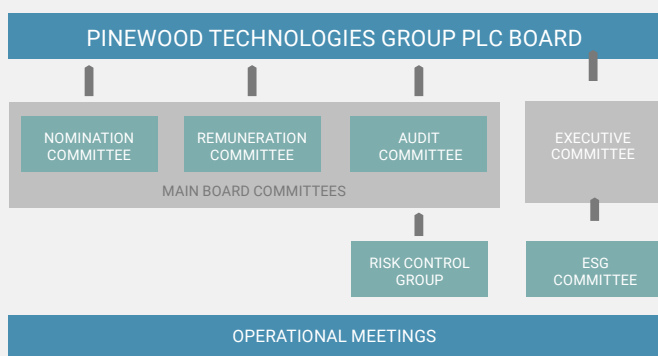 PINEWOOD TECHNOLOGIES GROUP PLC BOARD
NOMINATION
COMMITTEE
REMUNERATION
COMMITTEE
AUDIT
COMMITTEE
EXECUTIVE
COMMITTEE
MAIN BOARD COMMITTEES
RISK CONTROL
GROUP
ESG
COMMITTEE
OPERATIONAL MEETINGS